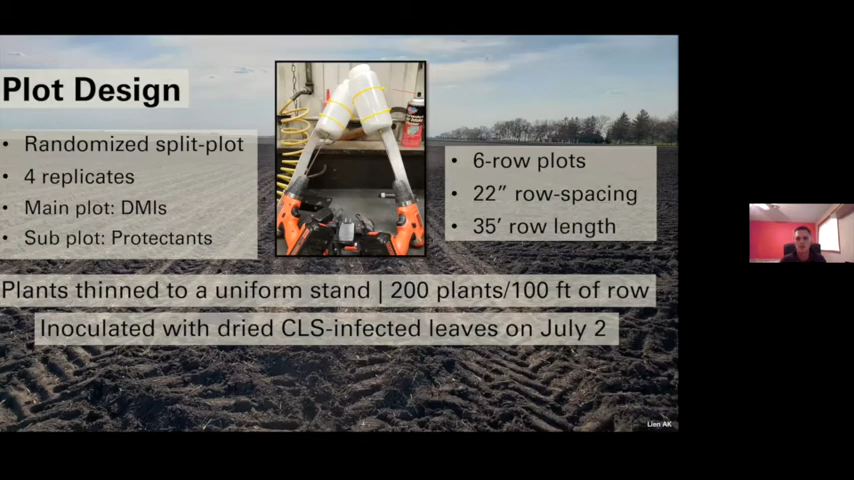 Plot Design
• Randomized split-plot
• 4 replicates
• Main plot: DMIs
• Sub plot: Protectants
• 6-row plots
• 22” row-spacing
• 35’ row length
Plants thinned to a uniform stand | 200 plants/100 ft of row
Inoculated with dried CLS-infected leaves on July 2
Lien AK